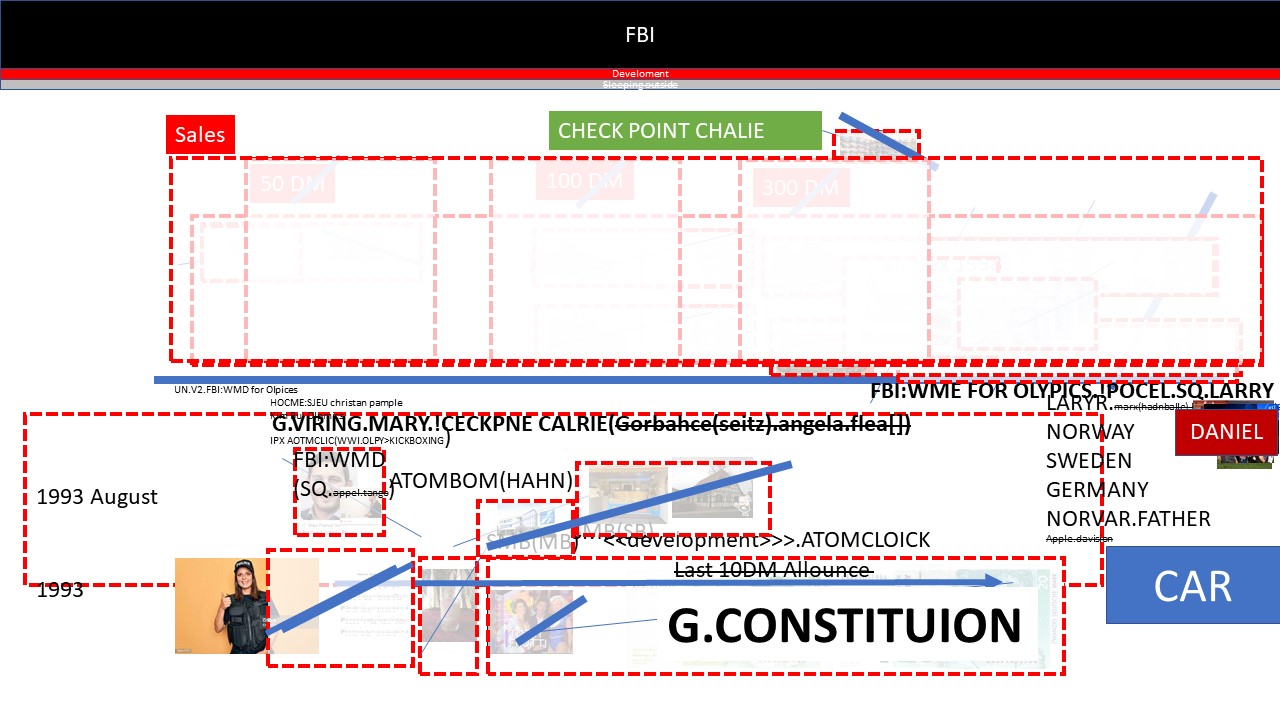 FBI
Develoment
Sleeping outside
Sales
CHECK POINT CHALIE
50 DM
100 DM
300 DM
UN.V2.FBI:WMD for Olpices
FBI:WME FOR OLYPICS.!POCEL.SQ.LARRY
HOCME:SJEU christan pample
LARYR.
G.VIRING.MARY.!CECKPNE CALRIE(Gorbahce(seitz).angela.flea[])
IPX AOTMCLIC(WWI.OLPY>KICKBOXING)
NORWAY
DANIEL
FBI:WMD
SWEDEN
(SQ.appel.tango)
ATOMBOM(HAHN)
GERMANY
1993 August
NORVAR.FATHER
SMB(MB)
<<development>>>.ATOMCLOICK
Apple.davison
Last 10DM Allounce
1993
CAR
G.CONSTITUION